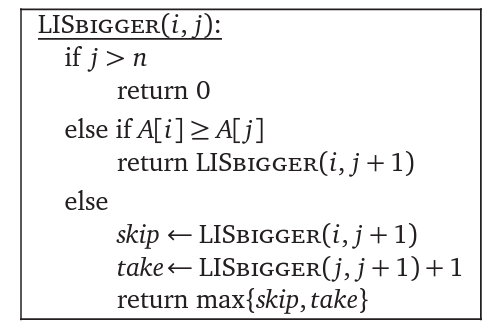 LISBIGGER(i, j):
if j > n
return 0
else if A[i] ≥ A[j]
return LISBIGGER(i, j + 1)
else
skip ← LISBIGGER(i, j + 1)
take ← LISBIGGER(j, j + 1) + 1
return max{skip, take}